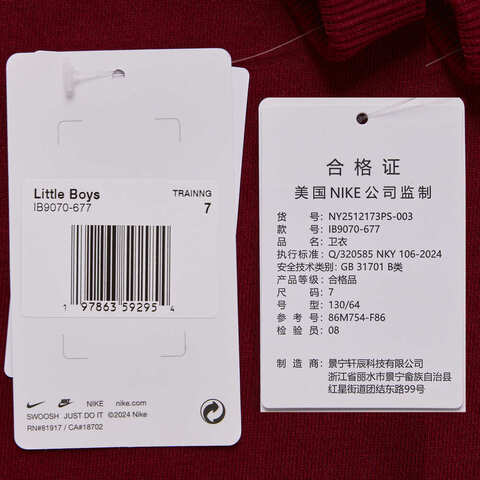 Little Boys
IB9070-677
TRAINNG
7
1 97863 59295 4
NIKE nike.com
SWOOSH JUST DO IT ©2024 Nike
RN#81917 / CA#18702
合格证
美国NIKE公司监制
货号: NY2512173PS-003
款名: IB9070-677
品名: 卫衣
执行标准: Q/320585 NKY 106-2024
安全技术类别: GB 31701 B类
产品等级: 合格品
尺码: 7
号型: 130/64
参考号: 86M754-F86
检验员: 08
制造商: 景宁轩辰科技有限公司
浙江省丽水市景宁畲族自治县
红星街道团结东路99号